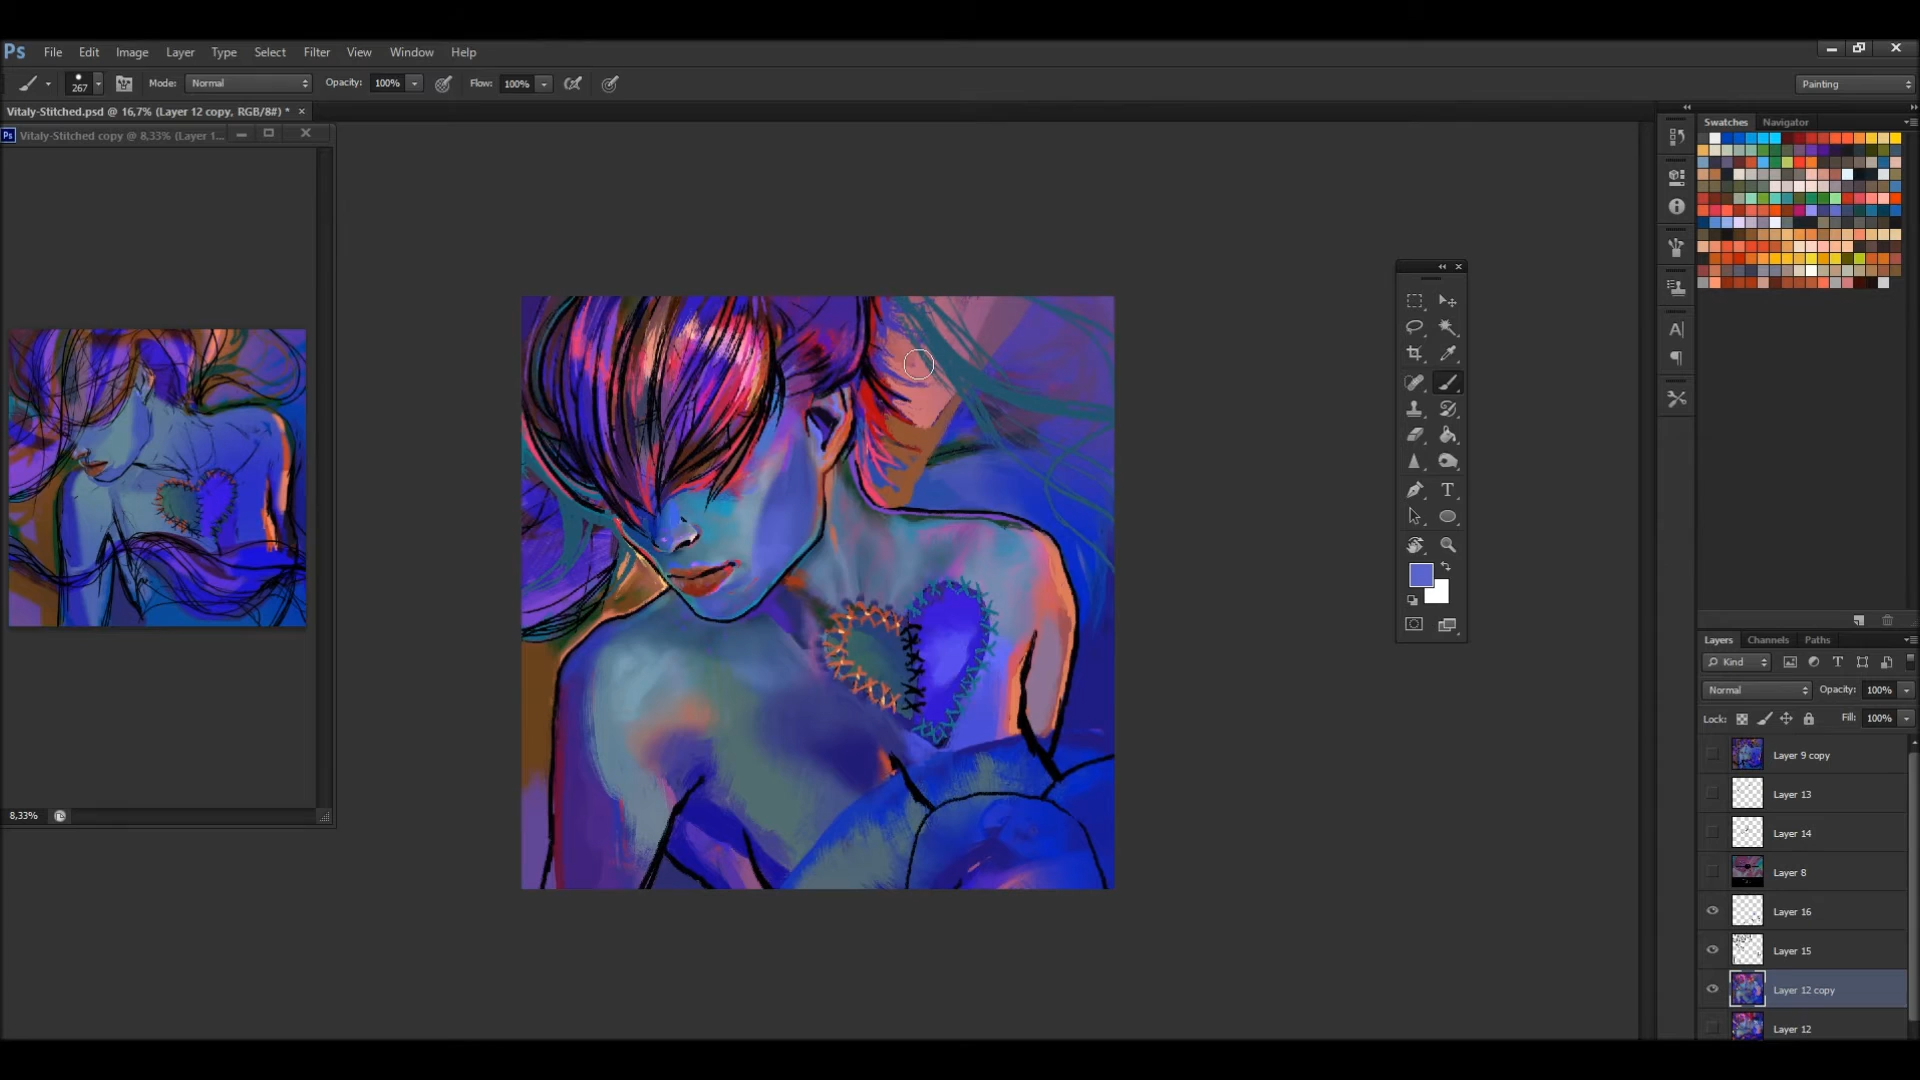 Ps File Edit Image Layer Type Select Filter View Window Help
267 Mode: Normal Opacity: 100% Flow: 100% Painting
Vitaly-Stitched.psd @ 16,7% (Layer 12 copy, RGB/8#) * ×
Ps Vitaly-Stitched copy @ 8,33% (Layer 1...
Swatches Navigator
A|
T
8,33%
Layers Channels Paths
Kind T
Normal Opacity: 100%
Lock: Fill: 100%
Layer 9 copy
Layer 13
Layer 14
Layer 8
Layer 16
Layer 15
Layer 12 copy
Layer 12